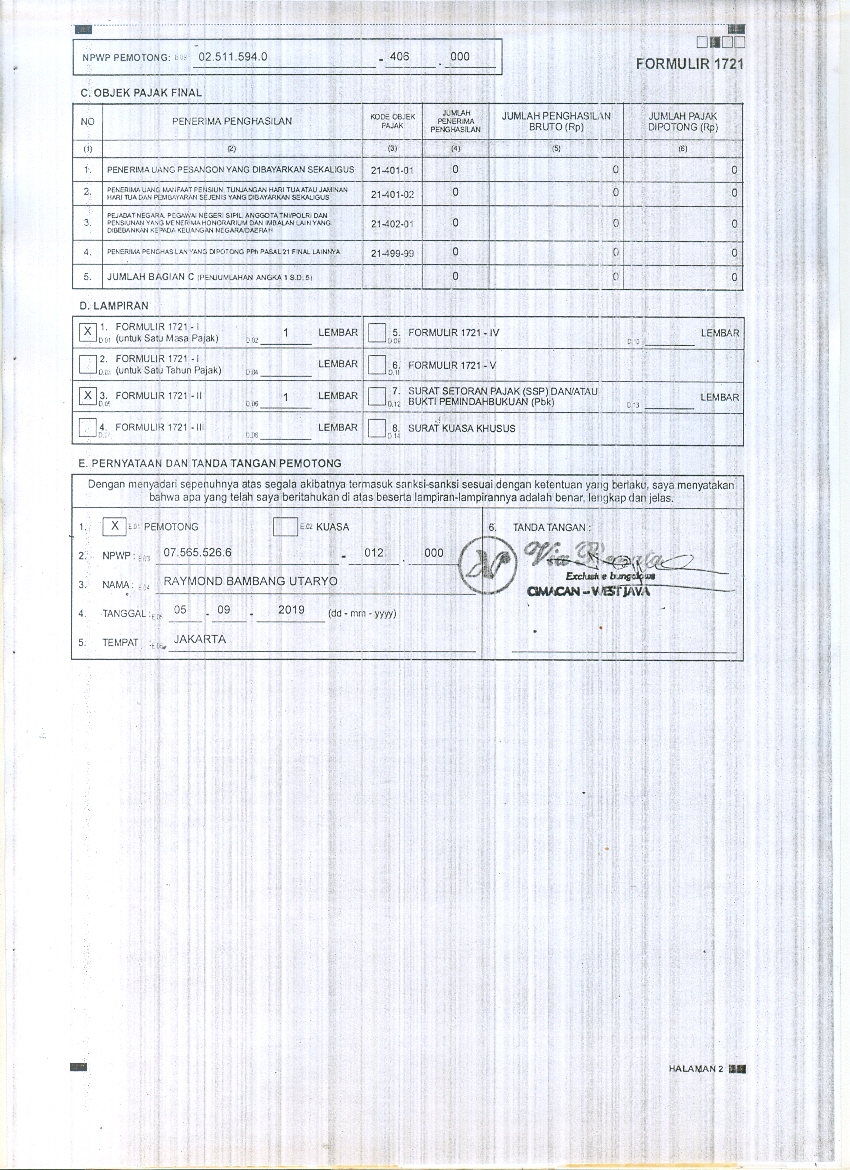 NPWP PEMOTONG: 02.511.594.0 - 406 . 000
FORMULIR 1721
C. OBJEK PAJAK FINAL
NO PENERIMA PENGHASILAN KODE OBJEK PAJAK JUMLAH PENERIMA PENGHASILAN JUMLAH PENGHASILAN BRUTO (Rp) JUMLAH PAJAK DIPOTONG (Rp)
(1) (2) (3) (4) (5) (6)
1. PENERIMA UANG PESANGON YANG DIBAYARKAN SEKALIGUS 21-401-01 0 0 0
2. PENERIMA UANG MANFAAT PENSIUN, TUNJANGAN HARI TUA ATAU JAMINAN HARI TUA DAN PEMBAYARAN SEJENIS YANG DIBAYARKAN SEKALIGUS 21-401-02 0 0 0
3. PEJABAT NEGARA, PEGAWAI NEGERI SIPIL, ANGGOTA TNI/POLRI DAN PENSIUNAN YANG MENERIMA HONORARIUM DAN IMBALAN LAIN YANG DIBEBANKAN KEPADA KEUANGAN NEGARA/DAERAH 21-402-01 0 0 0
4. PENERIMA PENGHASILAN YANG DIPOTONG PPh PASAL 21 FINAL LAINNYA 21-499-99 0 0 0
5. JUMLAH BAGIAN C (PENJUMLAHAN ANGKA 1 S.D. 5) 0 0 0
D. LAMPIRAN
X D.01 1. FORMULIR 1721 - I (untuk Satu Masa Pajak) D.02 1 LEMBAR D.09 5. FORMULIR 1721 - IV D.10 LEMBAR
D.03 2. FORMULIR 1721 - I (untuk Satu Tahun Pajak) D.04 LEMBAR D.11 6. FORMULIR 1721 - V
X D.05 3. FORMULIR 1721 - II D.06 1 LEMBAR D.12 7. SURAT SETORAN PAJAK (SSP) DAN/ATAU BUKTI PEMINDAHBUKUAN (Pbk) D.13 LEMBAR
4. FORMULIR 1721 - III D.08 LEMBAR D.14 8. SURAT KUASA KHUSUS
E. PERNYATAAN DAN TANDA TANGAN PEMOTONG
Dengan menyadari sepenuhnya atas segala akibatnya termasuk sanksi-sanksi sesuai dengan ketentuan yang berlaku, saya menyatakan
bahwa apa yang telah saya beritahukan di atas beserta lampiran-lampirannya adalah benar, lengkap dan jelas.
1. X E.01 PEMOTONG E.02 KUASA 6. TANDA TANGAN :
2. NPWP : E.03 07.565.526.6 - 012 . 000
3. NAMA : E.04 RAYMOND BAMBANG UTARYO
4. TANGGAL : E.05 05 - 09 - 2019 (dd - mm - yyyy)
5. TEMPAT : JAKARTA
Via Renata
Exclusive bungalows
CIMACAN - WEST JAVA
HALAMAN 2